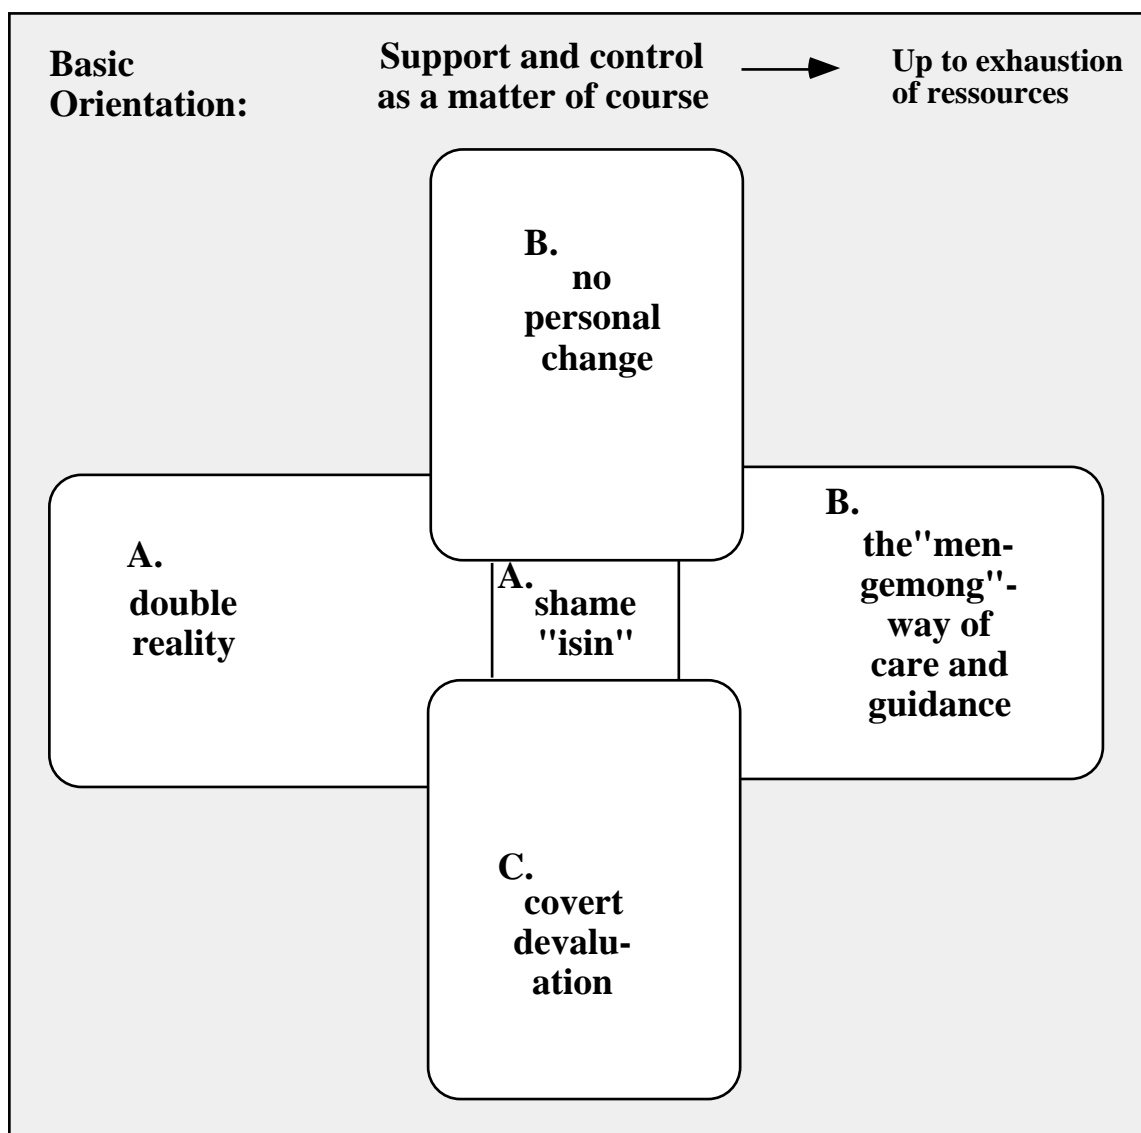 Basic
Orientation:
Support and control
as a matter of course
Up to exhaustion
of ressources
B.
no
personal
change
A.
double
reality
A.
shame
"isin"
B.
the"men-
gemong"-
way of
care and
guidance
C.
covert
devalu-
ation